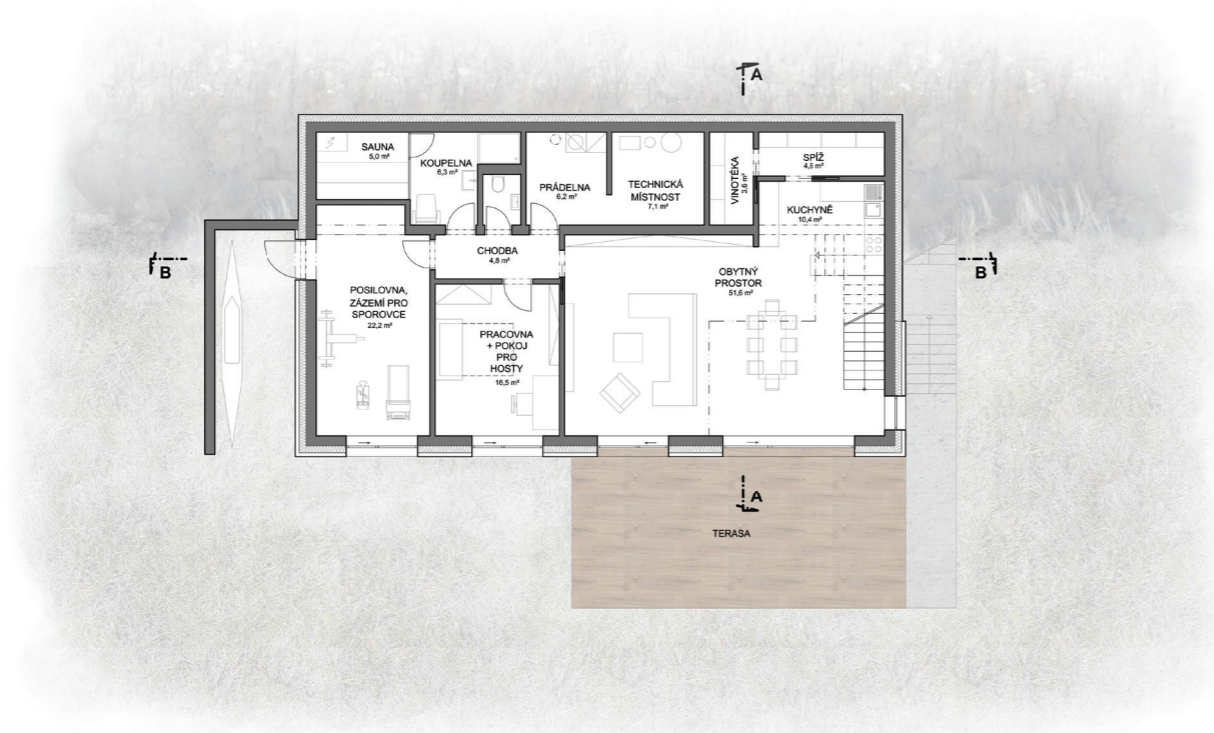 A
SAUNA
5,0 m²
KOUPELNA
6,3 m²
PRÁDELNA
6,2 m²
TECHNICKÁ
MÍSTNOST
7,1 m²
VINOTÉKA
3,6 m²
SPÍŽ
4,5 m²
KUCHYNĚ
10,4 m²
CHODBA
4,8 m²
B
B
OBYTNÝ
PROSTOR
51,6 m²
POSILOVNA,
ZÁZEMÍ PRO
SPOROVCE
22,2 m²
PRACOVNA
+ POKOJ
PRO
HOSTY
16,5 m²
A
TERASA